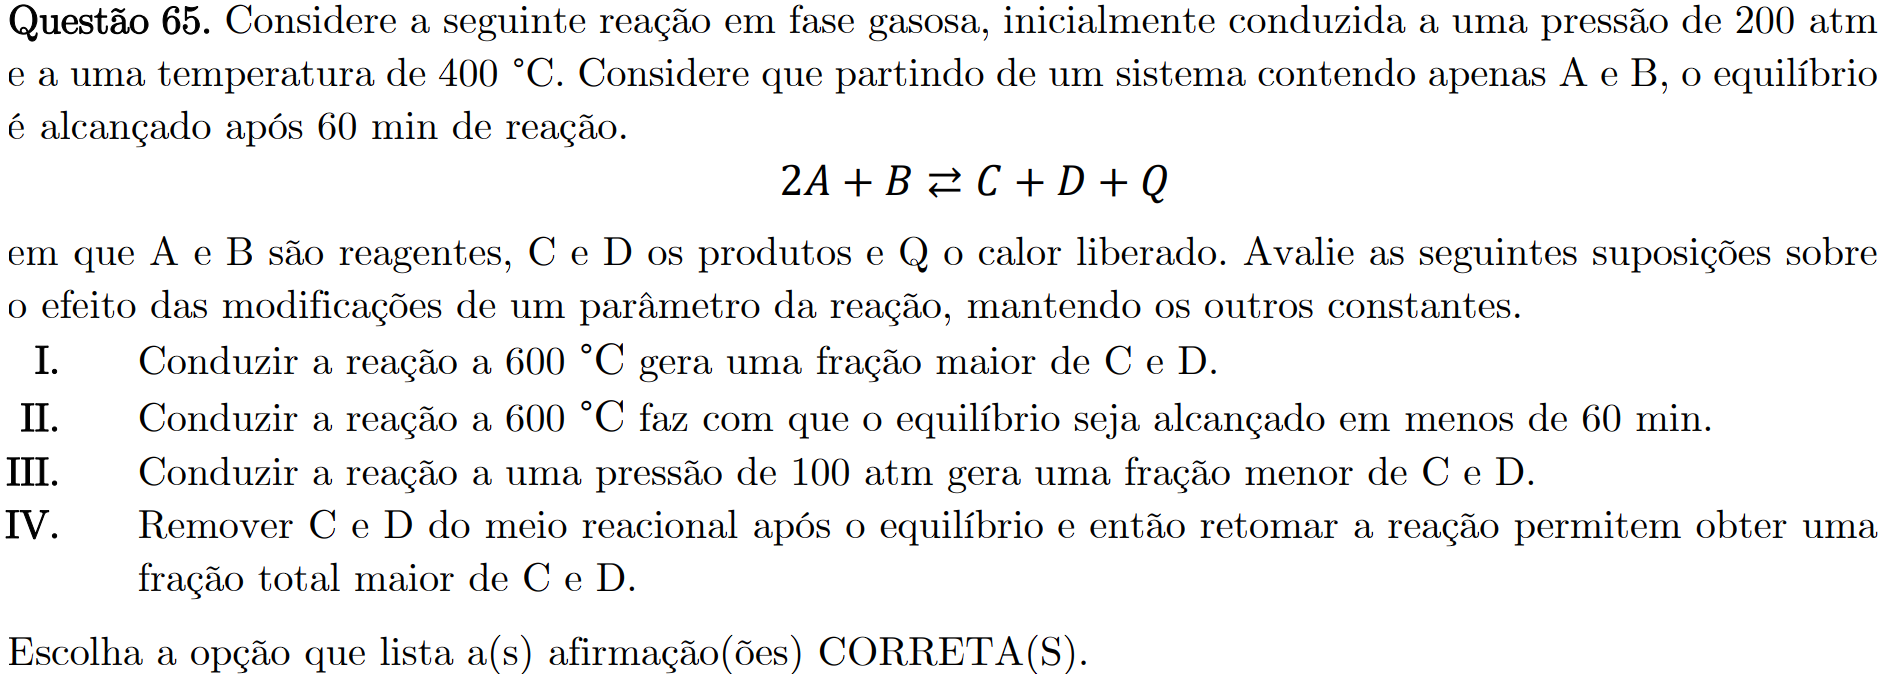 Questão 65. Considere a seguinte reação em fase gasosa, inicialmente conduzida a uma pressão de 200 atm
e a uma temperatura de 400 °C. Considere que partindo de um sistema contendo apenas A e B, o equilíbrio
é alcançado após 60 min de reação.
2A + B ⇄ C + D + Q
em que A e B são reagentes, C e D os produtos e Q o calor liberado. Avalie as seguintes suposições sobre
o efeito das modificações de um parâmetro da reação, mantendo os outros constantes.
I. Conduzir a reação a 600 °C gera uma fração maior de C e D.
II. Conduzir a reação a 600 °C faz com que o equilíbrio seja alcançado em menos de 60 min.
III. Conduzir a reação a uma pressão de 100 atm gera uma fração menor de C e D.
IV. Remover C e D do meio reacional após o equilíbrio e então retomar a reação permitem obter uma
fração total maior de C e D.
Escolha a opção que lista a(s) afirmação(ões) CORRETA(S).